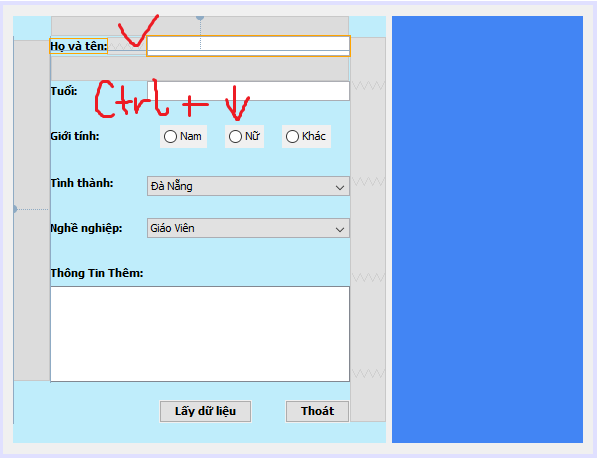 Họ và tên:
Tuổi:
Ctrl + V
Giới tính:
Nam
Nữ
Khác
Tình thành:
Đà Nẵng
Nghề nghiệp:
Giáo Viên
Thông Tin Thêm:
Lấy dữ liệu
Thoát